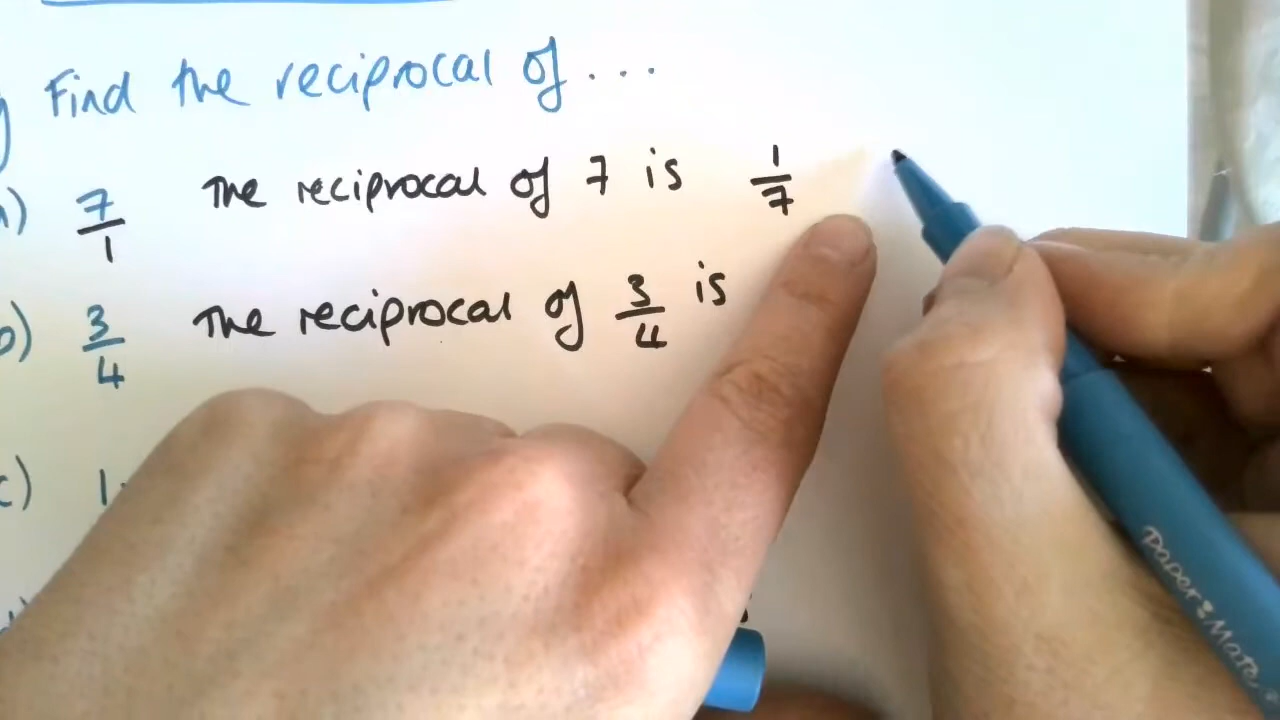 Find the reciprocal of ...
a) 7/1 The reciprocal of 7 is 1/7
b) 3/4 The reciprocal of 3/4 is
c)
Paper:Mate